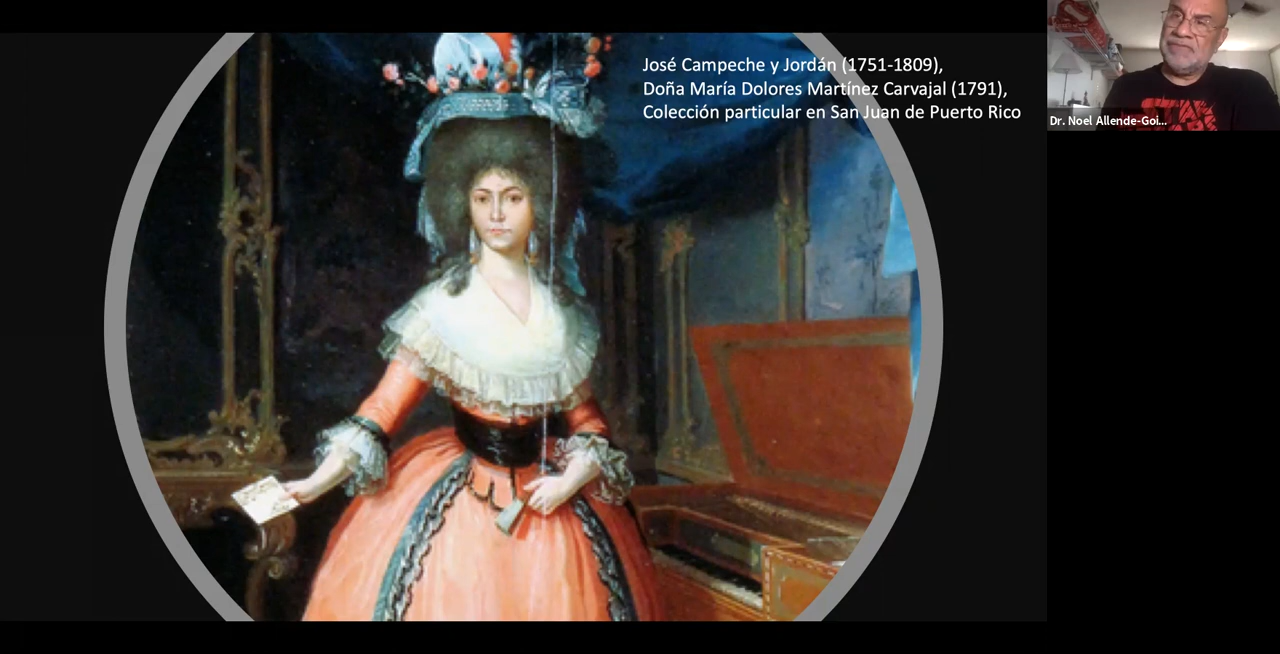 José Campeche y Jordán (1751-1809),
Doña María Dolores Martínez Carvajal (1791),
Colección particular en San Juan de Puerto Rico
Dr. Noel Allende-Goi...